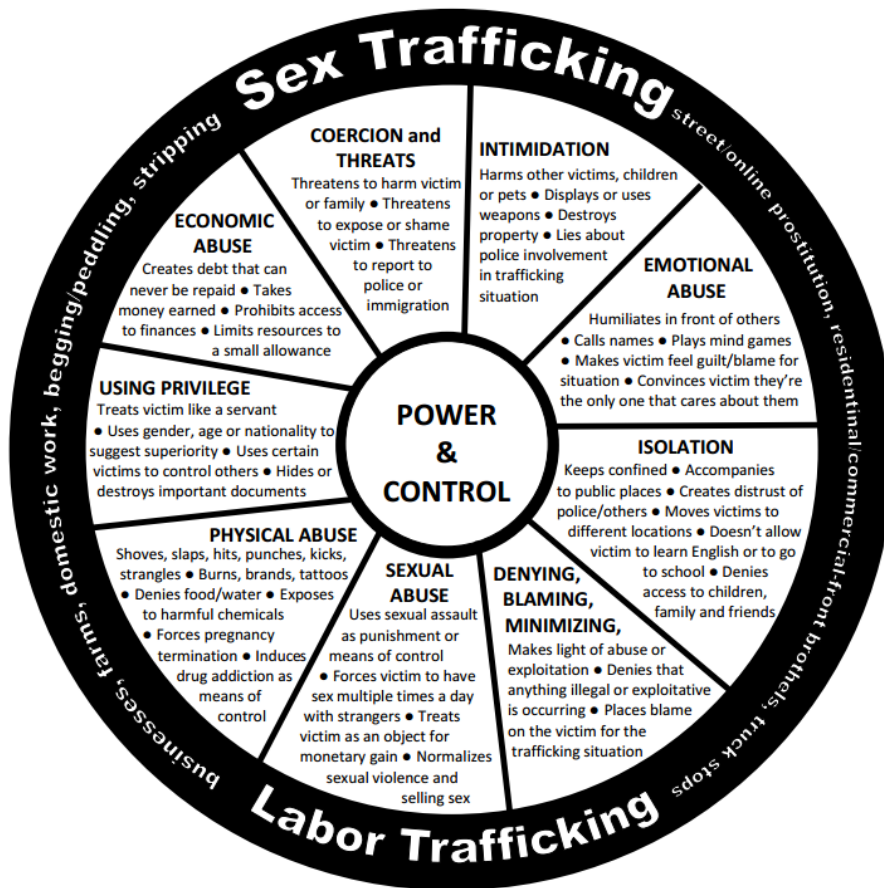 Sex Trafficking
street/online prostitution, residentinal/commercial-front brothels, truck stops
Labor Trafficking
businesses, farms, domestic work, begging/peddling, stripping
POWER
&
CONTROL
COERCION and
THREATS
Threatens to harm victim
or family ● Threatens
to expose or shame
victim ● Threatens
to report to
police or
immigration
INTIMIDATION
Harms other victims, children
or pets ● Displays or uses
weapons ● Destroys
property ● Lies about
police involvement
in trafficking
situation
EMOTIONAL
ABUSE
Humiliates in front of others
● Calls names ● Plays mind games
● Makes victim feel guilt/blame for
situation ● Convinces victim they're
the only one that cares about them
ISOLATION
Keeps confined ● Accompanies
to public places ● Creates distrust of
police/others ● Moves victims to
different locations ● Doesn't allow
victim to learn English or to go
to school ● Denies
access to children,
family and friends
DENYING,
BLAMING,
MINIMIZING,
Makes light of abuse or
exploitation ● Denies that
anything illegal or exploitative
is occurring ● Places blame
on the victim for the
trafficking situation
SEXUAL
ABUSE
Uses sexual assault
as punishment or
means of control
● Forces victim to have
sex multiple times a day
with strangers ● Treats
victim as an object for
monetary gain ● Normalizes
sexual violence and
selling sex
PHYSICAL ABUSE
Shoves, slaps, hits, punches, kicks,
strangles ● Burns, brands, tattoos
● Denies food/water ● Exposes
to harmful chemicals
● Forces pregnancy
termination ● Induces
drug addiction as
means of
control
USING PRIVILEGE
Treats victim like a servant
● Uses gender, age or nationality to
suggest superiority ● Uses certain
victims to control others ● Hides or
destroys important documents
ECONOMIC
ABUSE
Creates debt that can
never be repaid ● Takes
money earned ● Prohibits access
to finances ● Limits resources to
a small allowance